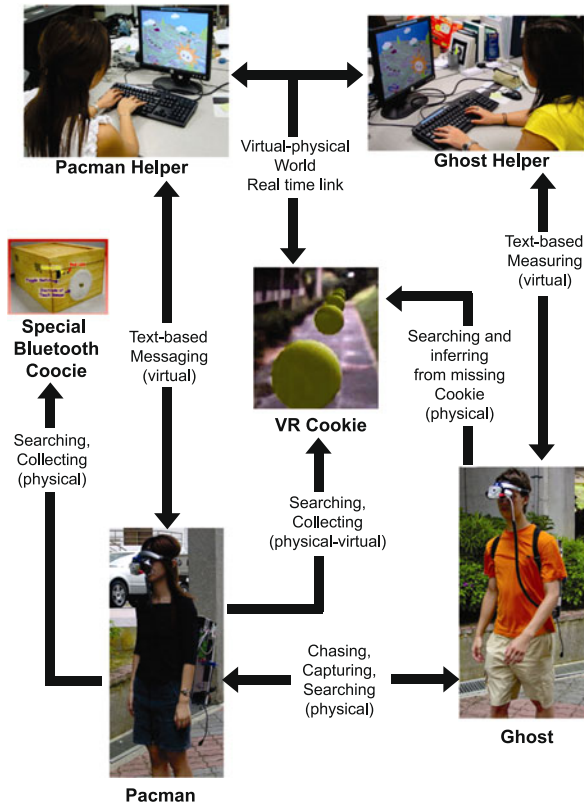 Pacman Helper
Ghost Helper
Virtual-physical
World
Real time link
Special
Bluetooth
Coocie
Text-based
Messaging
(virtual)
VR Cookie
Searching and
inferring
from missing
Cookie
(physical)
Text-based
Measuring
(virtual)
Searching,
Collecting
(physical)
Searching,
Collecting
(physical-virtual)
Chasing,
Capturing,
Searching
(physical)
Pacman
Ghost